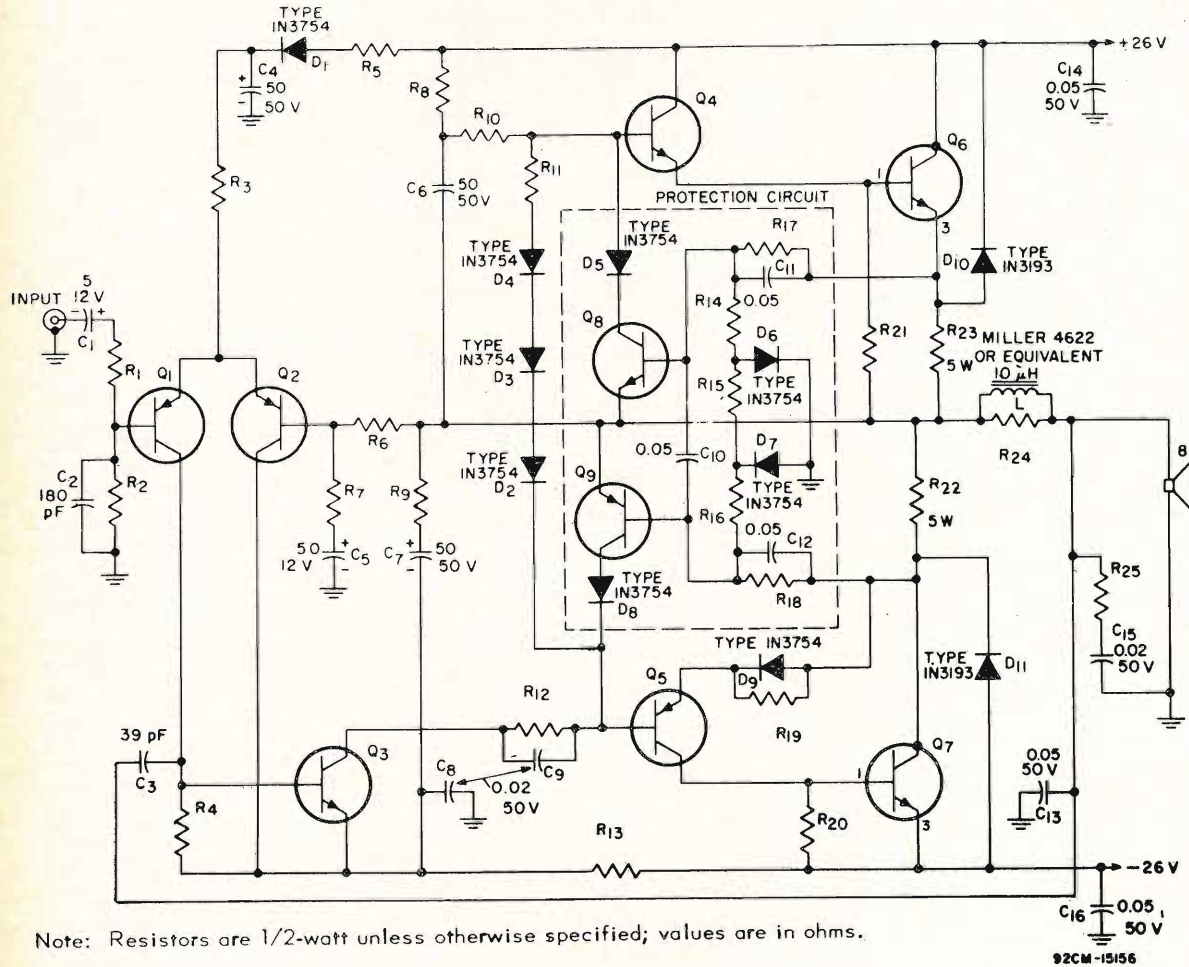 TYPE
IN3754
D1
R5
C4
50
50 V
+
-
R8
R10
Q4
+26 V
C14
0.05
50 V
R3
R11
C6
50
50V
Q6
1
3
PROTECTION CIRCUIT
TYPE
IN3754
D4
TYPE
IN3754
D5
R17
C11
0.05
D10
TYPE
IN3193
INPUT
5
12 V
- +
C1
R1
Q1
Q2
Q8
R14
D6
TYPE
IN3754
R21
R23
5 W
MILLER 4622
OR EQUIVALENT
10 µH
L
R24
TYPE
IN3754
D3
R15
R6
C2
180
pF
R2
R7
R9
TYPE
IN3754
D2
Q9
0.05
C10
D7
TYPE
IN3754
R22
5 W
8
50
12 V
+
C5
-
+
50
50 V
C7
-
R16
0.05
C12
R18
TYPE
IN3754
D8
R25
C15
0.02
50 V
TYPE IN3754
D9
R19
TYPE
IN3193
D11
R12
Q5
39 pF
C3
Q3
C8
C9
0.02
50 V
Q7
1
3
0.05
50 V
C13
R4
R13
R20
-26 V
C16
0.05
50 V
Note: Resistors are 1/2-watt unless otherwise specified; values are in ohms.
92CM-15156